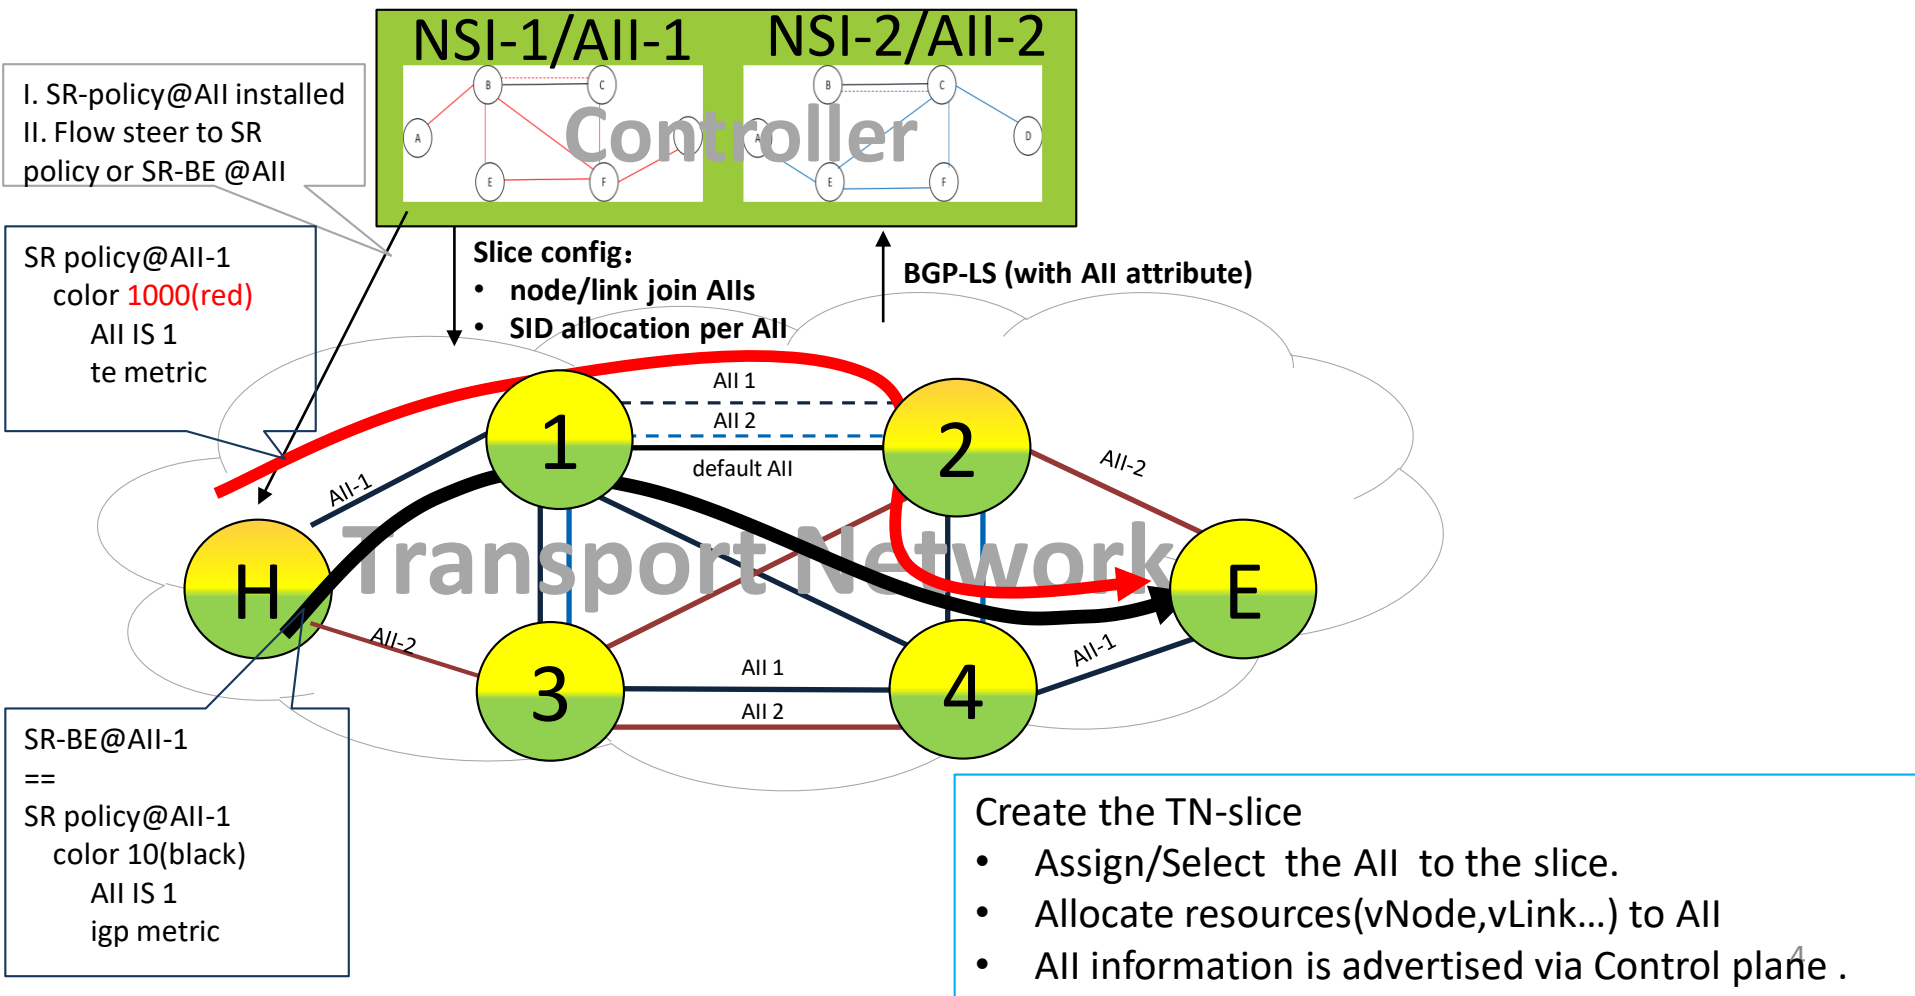 NSI-1/AII-1
NSI-2/AII-2
B
C
A
E
F
B
C
A
D
E
F
Controller
I. SR-policy@AII installed
II. Flow steer to SR
policy or SR-BE @AII
SR policy@AII-1
color 1000(red)
AII IS 1
te metric
Slice config：
• node/link join AIIs
• SID allocation per AII
BGP-LS (with AII attribute)
AII 1
AII 2
default AII
1
2
AII-1
AII-2
Transport Network
H
E
AII-2
AII-1
3
4
AII 1
AII 2
SR-BE@AII-1
==
SR policy@AII-1
color 10(black)
AII IS 1
igp metric
Create the TN-slice
• Assign/Select the AII to the slice.
• Allocate resources(vNode,vLink...) to AII
• AII information is advertised via Control plane .
4